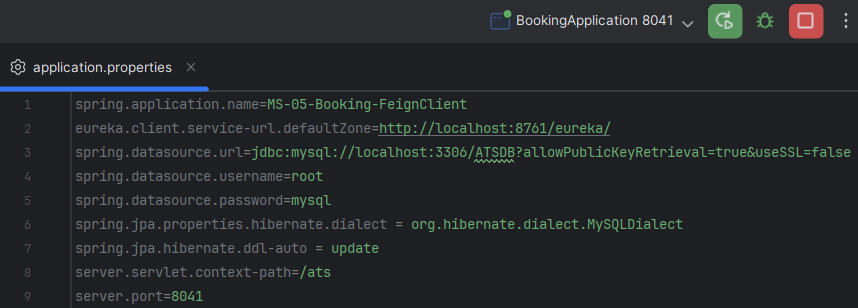 BookingApplication 8041
application.properties
1 spring.application.name=MS-05-Booking-FeignClient
2 eureka.client.service-url.defaultZone=http://localhost:8761/eureka/
3 spring.datasource.url=jdbc:mysql://localhost:3306/ATSDB?allowPublicKeyRetrieval=true&useSSL=false
4 spring.datasource.username=root
5 spring.datasource.password=mysql
6 spring.jpa.properties.hibernate.dialect = org.hibernate.dialect.MySQLDialect
7 spring.jpa.hibernate.ddl-auto = update
8 server.servlet.context-path=/ats
9 server.port=8041